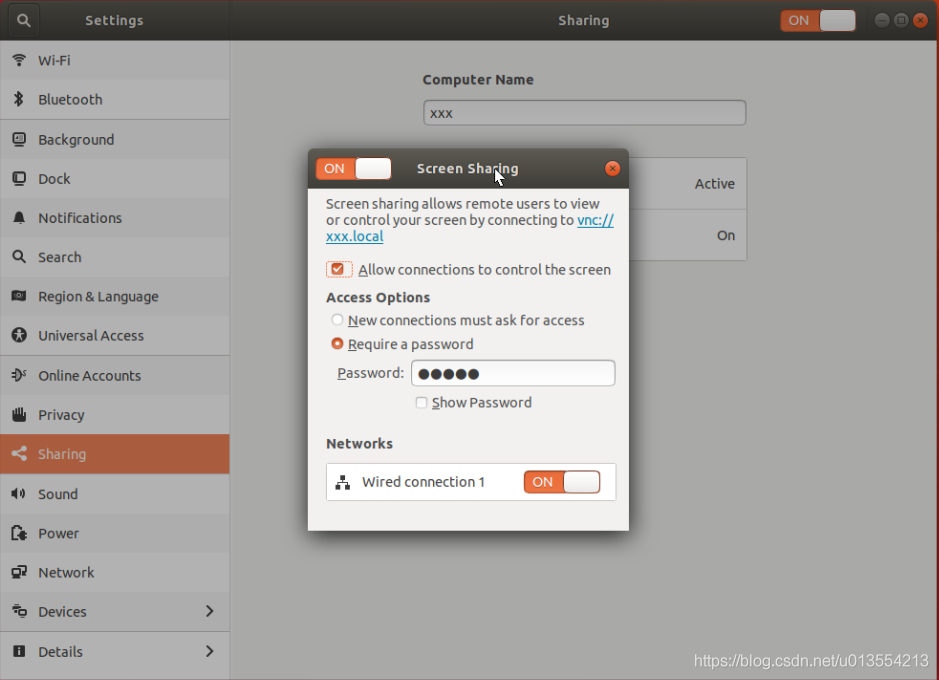 Settings
Sharing
ON
Wi-Fi
Bluetooth
Background
Dock
Notifications
Search
Region & Language
Universal Access
Online Accounts
Privacy
Sharing
Sound
Power
Network
Devices
Details
Computer Name
xxx
Active
On
ON
Screen Sharing
Screen sharing allows remote users to view
or control your screen by connecting to vnc://
xxx.local
Allow connections to control the screen
Access Options
New connections must ask for access
Require a password
Password:
Show Password
Networks
Wired connection 1
ON
https://blog.csdn.net/u013554213